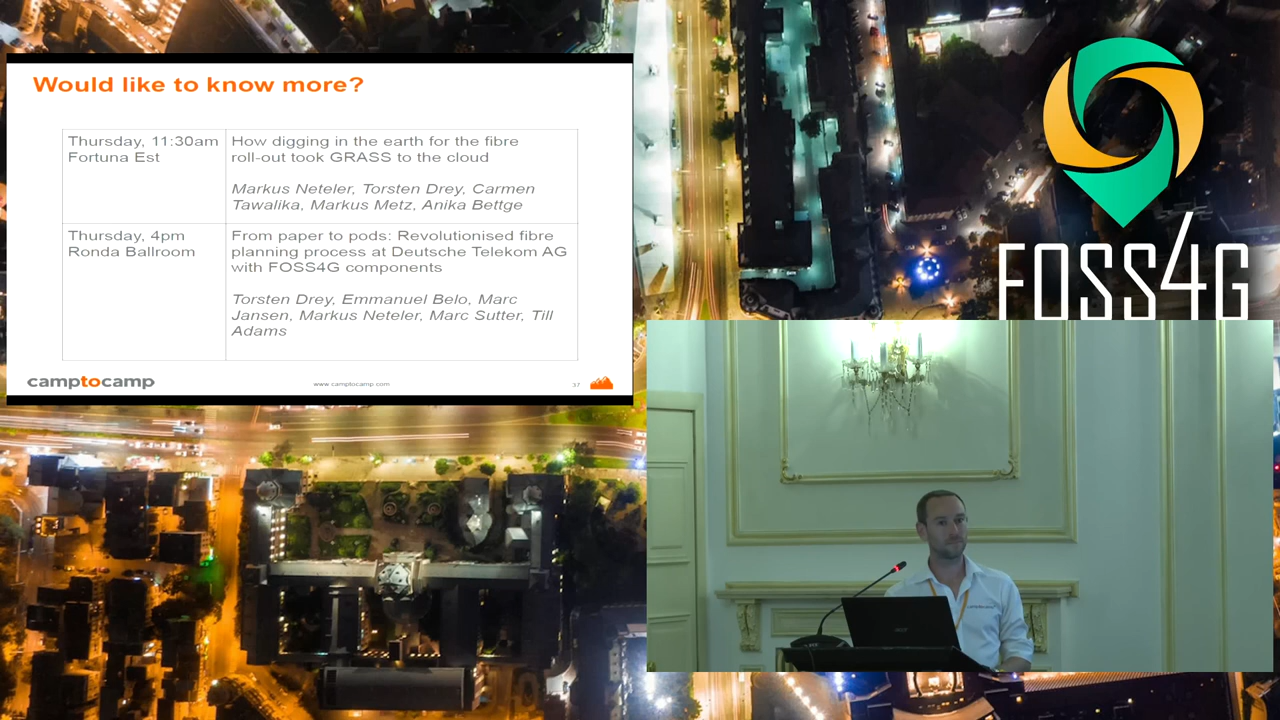 Would like to know more?
Thursday, 11:30am
Fortuna Est
How digging in the earth for the fibre
roll-out took GRASS to the cloud
Markus Neteler, Torsten Drey, Carmen
Tawalika, Markus Metz, Anika Bettge
Thursday, 4pm
Ronda Ballroom
From paper to pods: Revolutionised fibre
planning process at Deutsche Telekom AG
with FOSS4G components
Torsten Drey, Emmanuel Belo, Marc
Jansen, Markus Neteler, Marc Sutter, Till
Adams
camptocamp
www.camptocamp.com
37
FOSS4G
acer